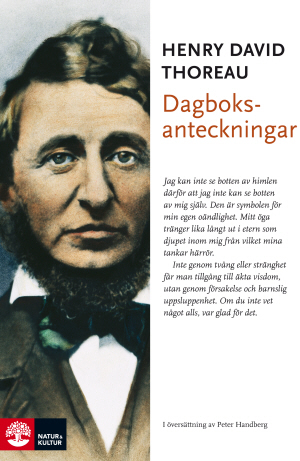 HENRY DAVID
THOREAU
Dagboks-
anteckningar
Jag kan inte se botten av himlen
därför att jag inte kan se botten
av mig själv. Den är symbolen för
min egen oändlighet. Mitt öga
tränger lika långt ut i etern som
djupet inom mig från vilket mina
tankar härrör.
Inte genom tvång eller stränghet
får man tillgång till äkta visdom,
utan genom försakelse och barnslig
uppsluppenhet. Om du inte vet
något alls, var glad för det.
I översättning av Peter Handberg
NATUR &
KULTUR